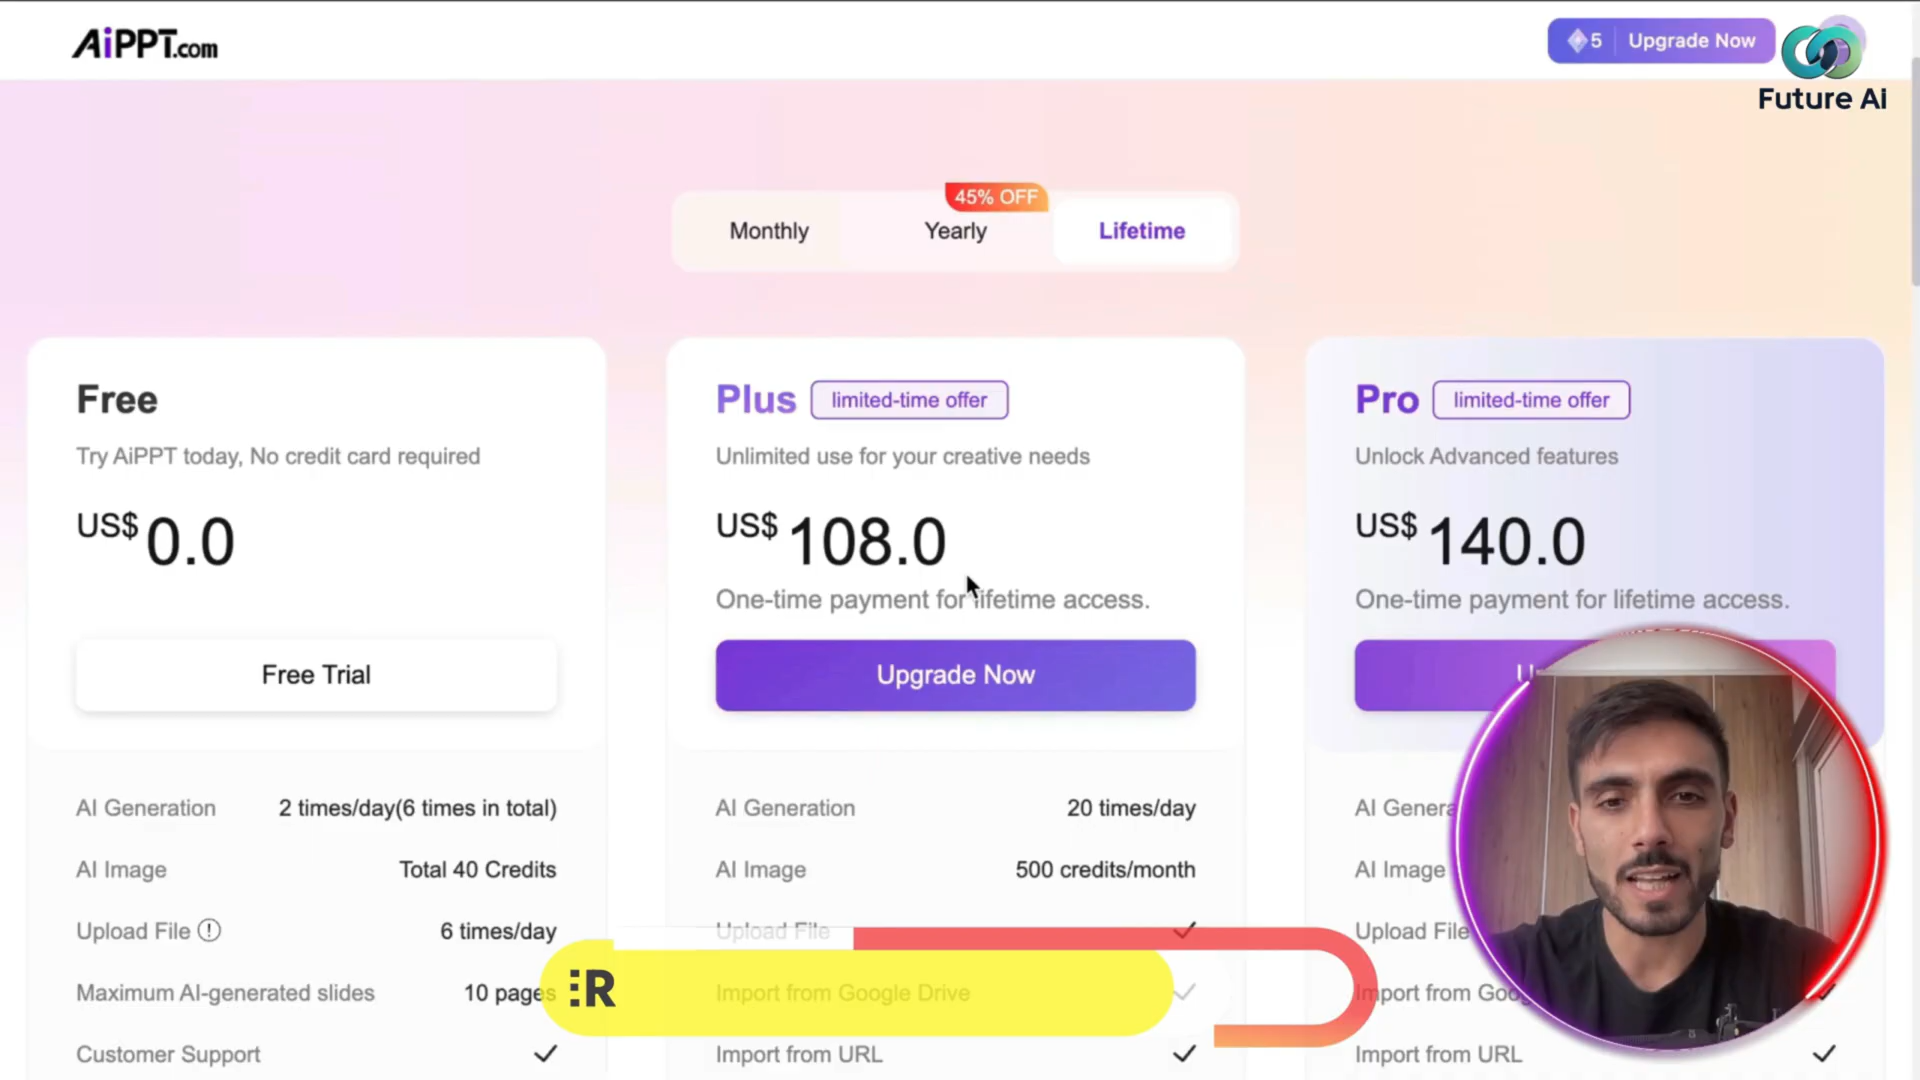 AiPPT.com
5 Upgrade Now
Future Ai
45% OFF
Monthly Yearly Lifetime
Free
Try AiPPT today, No credit card required
US$ 0.0
Free Trial
AI Generation 2 times/day(6 times in total)
AI Image Total 40 Credits
Upload File 6 times/day
Maximum AI-generated slides 10 pages
Customer Support
Plus limited-time offer
Unlimited use for your creative needs
US$ 108.0
One-time payment for lifetime access.
Upgrade Now
AI Generation 20 times/day
AI Image 500 credits/month
Upload File
Import from Google Drive
Import from URL
Pro limited-time offer
Unlock Advanced features
US$ 140.0
One-time payment for lifetime access.
AI Genera
AI Image
Upload File
Import from Goo
Import from URL
R